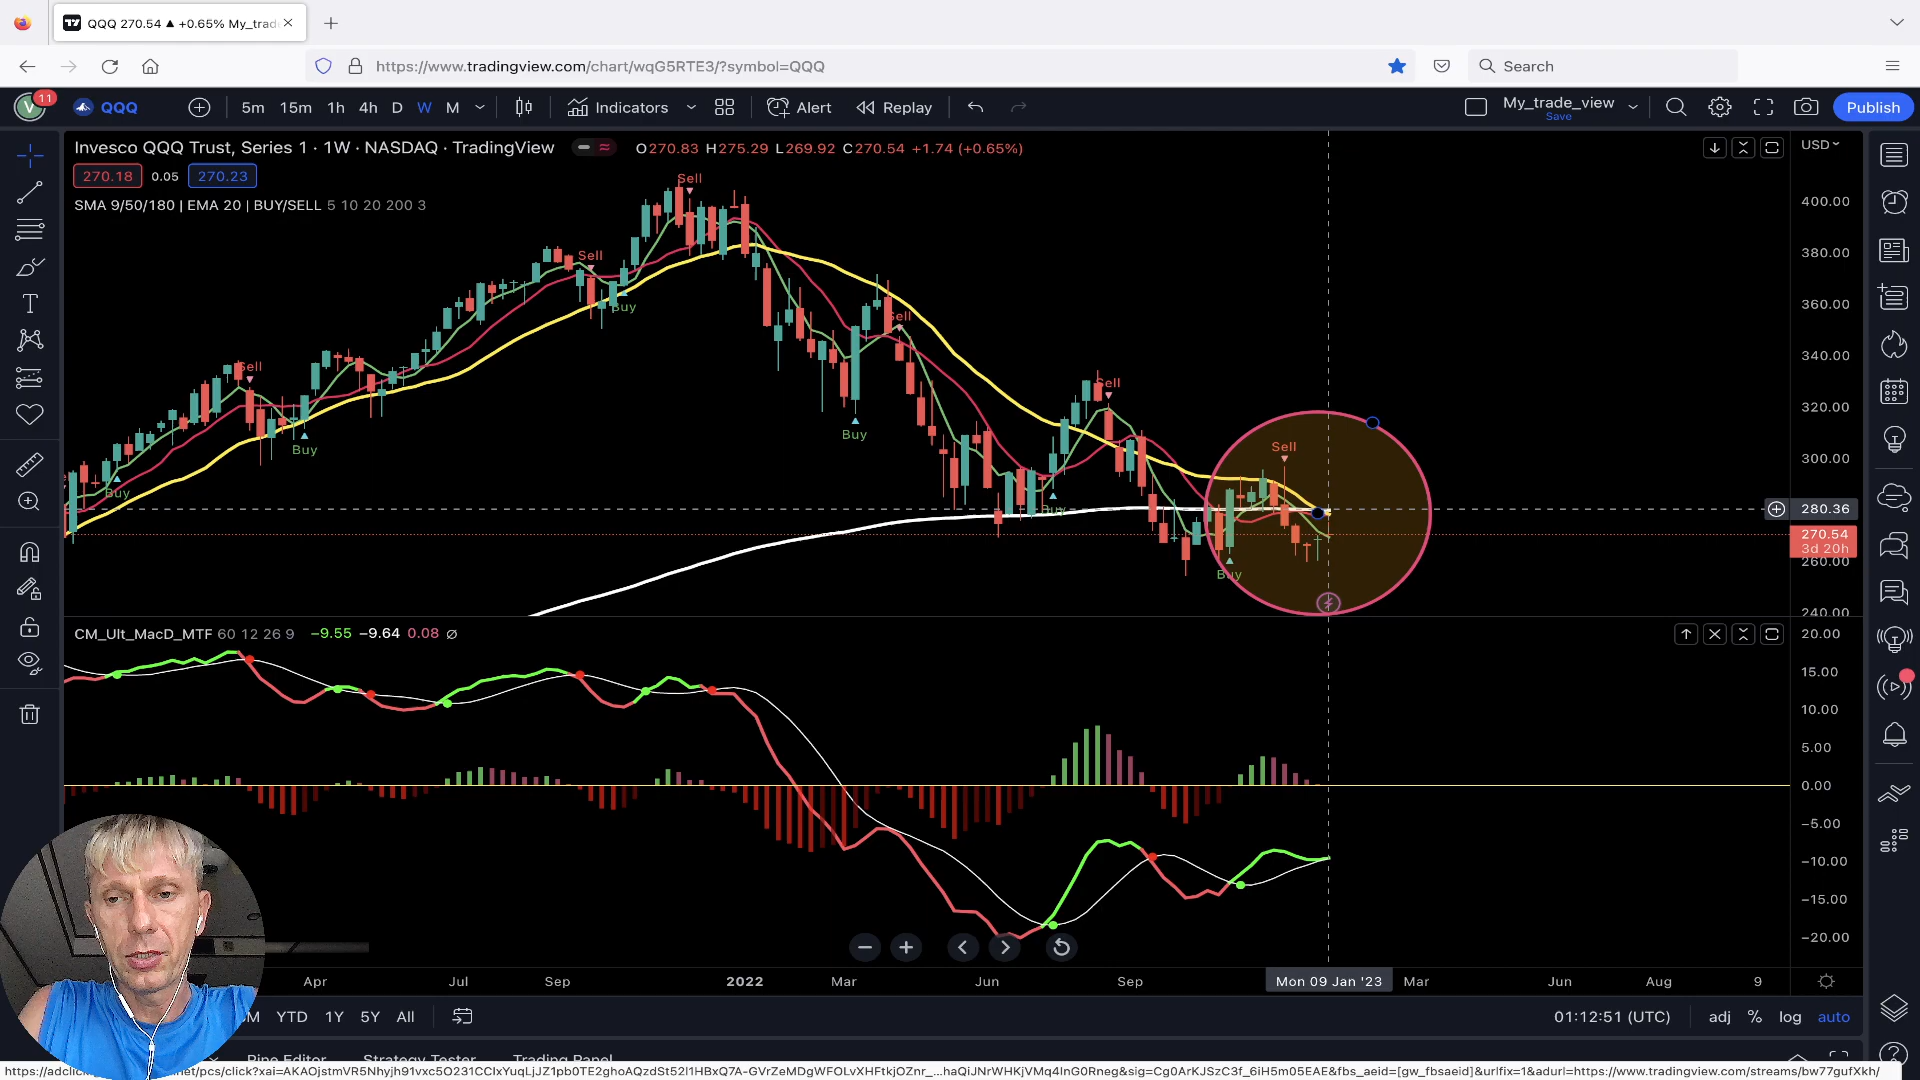 QQQ 270.54 ▲ +0.65% My_trad
https://www.tradingview.com/chart/wqG5RTE3/?symbol=QQQ
Search
V 11 QQQ 5m 15m 1h 4h D W M Indicators Alert Replay My_trade_view Save Publish
Invesco QQQ Trust, Series 1 · 1W · NASDAQ · TradingView O270.83 H275.29 L269.92 C270.54 +1.74 (+0.65%) USD
270.18 0.05 270.23
SMA 9/50/180 | EMA 20 | BUY/SELL 5 10 20 200 3
Sell
400.00
Sell
380.00
Buy
360.00
Sell
340.00
Sell
Sell
320.00
Buy
Buy
Sell
300.00
Buy
Buy
280.36
270.54
3d 20h
260.00
Buy
240.00
CM_Ult_MacD_MTF 60 12 26 9 −9.55 −9.64 0.08 ∅
20.00
15.00
10.00
5.00
0.00
−5.00
−10.00
−15.00
−20.00
Apr Jul Sep 2022 Mar Jun Sep Mon 09 Jan '23 Mar Jun Aug 9
M YTD 1Y 5Y All 01:12:51 (UTC) adj % log auto
Pine Editor Strategy Tester Trading Panel